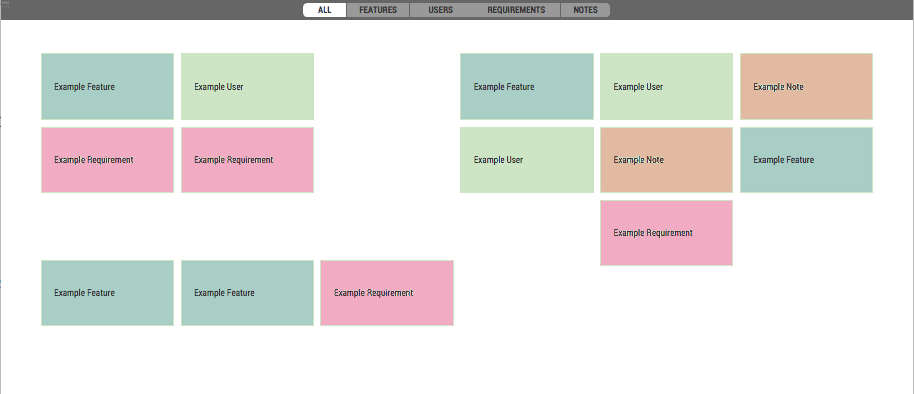 ALL FEATURES USERS REQUIREMENTS NOTES
Example Feature Example User Example Feature Example User Example Note
Example Requirement Example Requirement Example User Example Note Example Feature
Example Requirement
Example Feature Example Feature Example Requirement